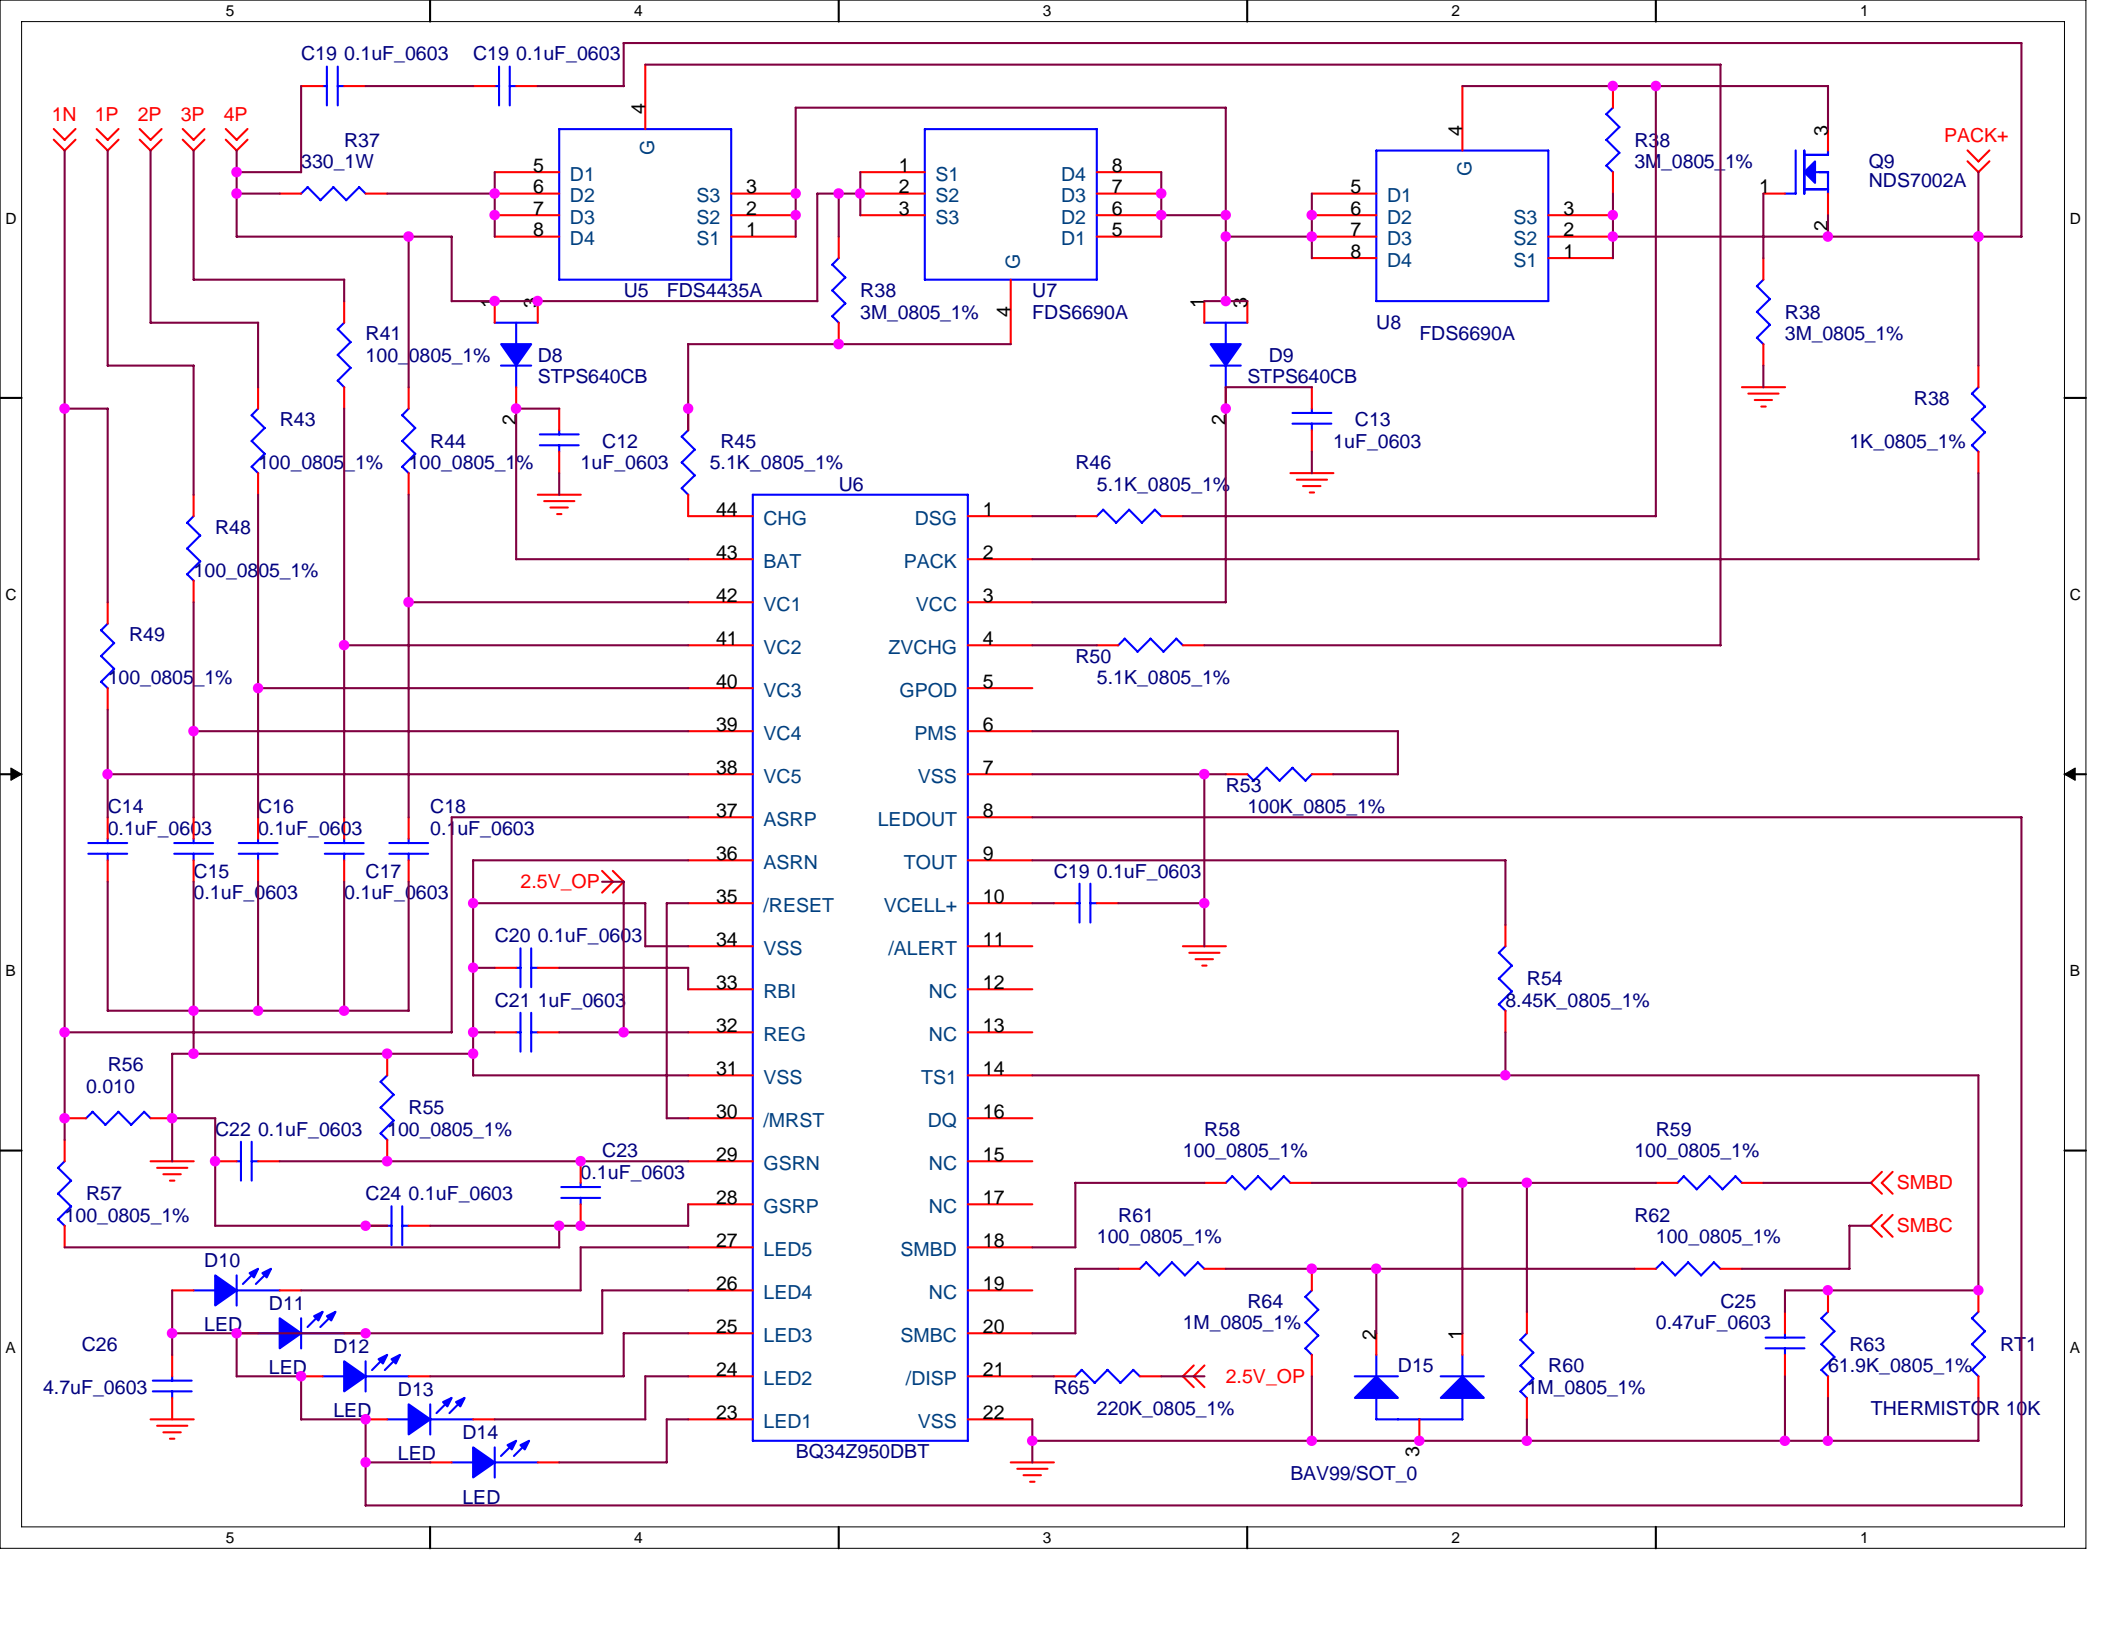 5 4 3 2 1
C19 0.1uF_0603 C19 0.1uF_0603
1N 1P 2P 3P 4P
R37
330_1W
4
G
5 D1
6 D2
7 D3
8 D4
S3 3
S2 2
S1 1
U5 FDS4435A
1 S1
2 S2
3 S3
D4 8
D3 7
D2 6
D1 5
G
4
U7
FDS6690A
4
G
5 D1
6 D2
7 D3
8 D4
S3 3
S2 2
S1 1
U8
FDS6690A
R38
3M_0805_1%
3
1
2
Q9
NDS7002A
PACK+
D
D
R41
100_0805_1%
1 3
D8
STPS640CB
2
R38
3M_0805_1%
1 3
D9
STPS640CB
2
R38
3M_0805_1%
R38
1K_0805_1%
R43
100_0805_1%
R44
100_0805_1%
C12
1uF_0603
R45
5.1K_0805_1%
C13
1uF_0603
R46
5.1K_0805_1%
R48
100_0805_1%
R49
100_0805_1%
R50
5.1K_0805_1%
C
C
U6
44 CHG DSG 1
43 BAT PACK 2
42 VC1 VCC 3
41 VC2 ZVCHG 4
40 VC3 GPOD 5
39 VC4 PMS 6
38 VC5 VSS 7
37 ASRP LEDOUT 8
36 ASRN TOUT 9
35 /RESET VCELL+ 10
34 VSS /ALERT 11
33 RBI NC 12
32 REG NC 13
31 VSS TS1 14
30 /MRST DQ 16
29 GSRN NC 15
28 GSRP NC 17
27 LED5 SMBD 18
26 LED4 NC 19
25 LED3 SMBC 20
24 LED2 /DISP 21
23 LED1 VSS 22
BQ34Z950DBT
R53
100K_0805_1%
C14
0.1uF_0603
C16
0.1uF_0603
C18
0.1uF_0603
C15
0.1uF_0603
C17
0.1uF_0603
2.5V_OP
C19 0.1uF_0603
C20 0.1uF_0603
C21 1uF_0603
R54
8.45K_0805_1%
B
B
R56
0.010
R55
100_0805_1%
C22 0.1uF_0603
C23
0.1uF_0603
C24 0.1uF_0603
R57
100_0805_1%
R58
100_0805_1%
R59
100_0805_1%
SMBD
R61
100_0805_1%
R62
100_0805_1%
SMBC
D10
LED
D11
LED
D12
LED
D13
LED
D14
LED
C26
4.7uF_0603
R64
1M_0805_1%
2 1
D15
3
BAV99/SOT_0
R60
1M_0805_1%
C25
0.47uF_0603
R63
61.9K_0805_1%
RT1
THERMISTOR 10K
R65
220K_0805_1%
2.5V_OP
A
A
5 4 3 2 1